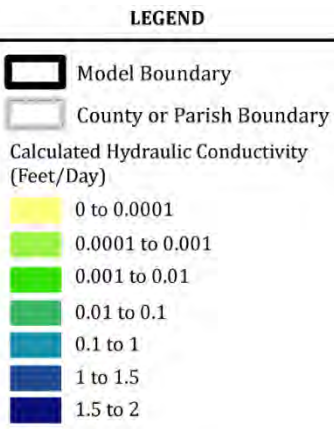 LEGEND
Model Boundary
County or Parish Boundary
Calculated Hydraulic Conductivity
(Feet/Day)
0 to 0.0001
0.0001 to 0.001
0.001 to 0.01
0.01 to 0.1
0.1 to 1
1 to 1.5
1.5 to 2